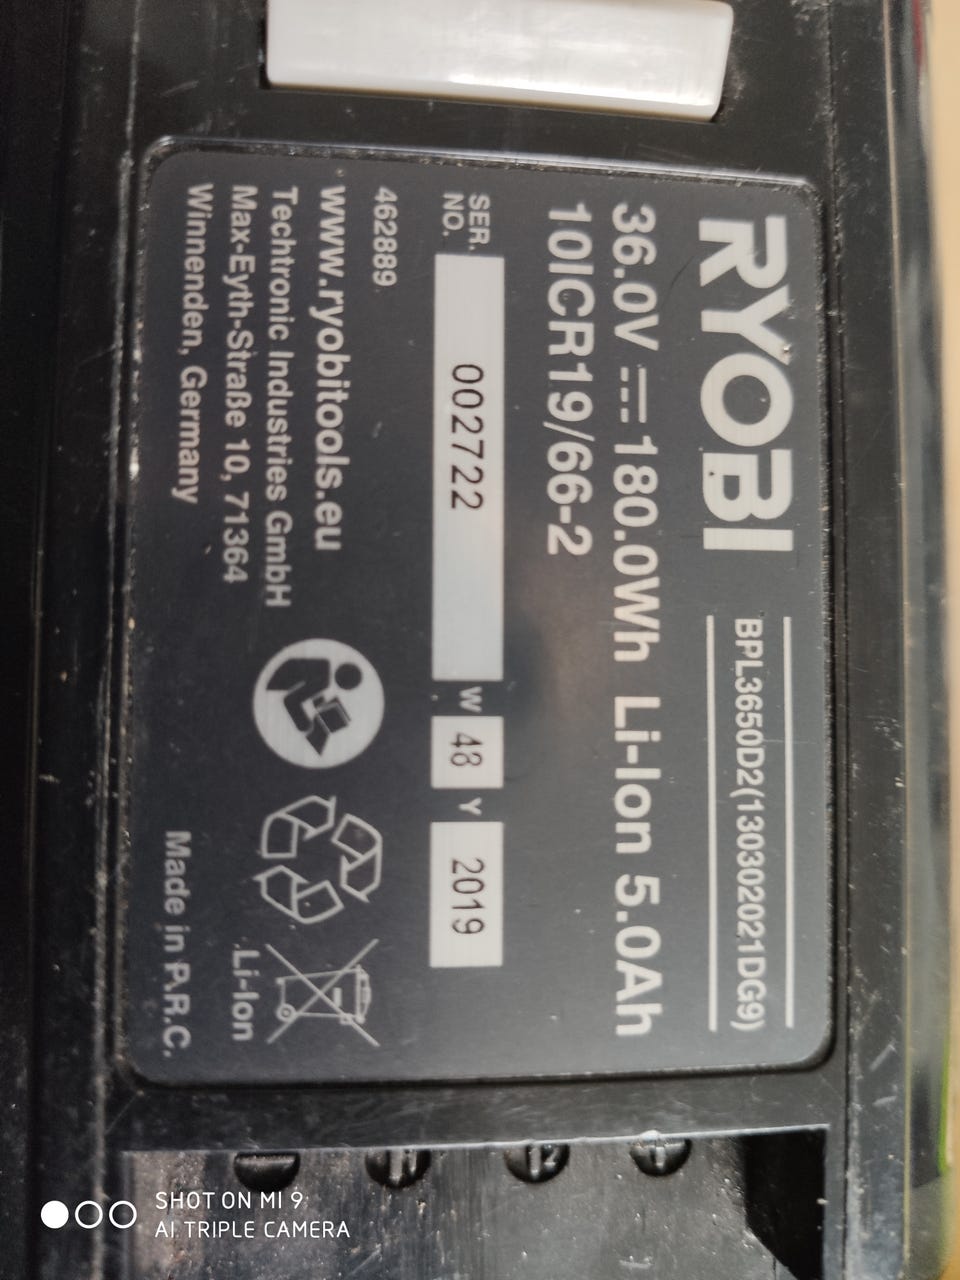 RYOBI
BPL3650D2(130302021DG9)
36.0V ⎓ 180.0Wh Li-Ion 5.0Ah
10ICR19/66-2
SER. NO. 002722 W 48 Y 2019
462889
www.ryobitools.eu
Techtronic Industries GmbH
Max-Eyth-Straße 10, 71364
Winnenden, Germany
Li-Ion
Made in P.R.C.
SHOT ON MI 9
AI TRIPLE CAMERA